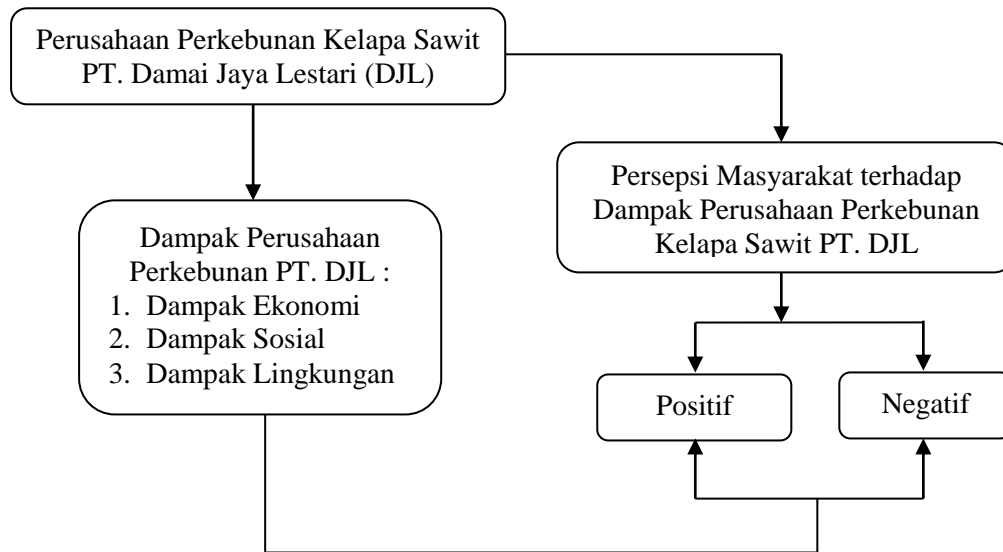 Perusahaan Perkebunan Kelapa Sawit
PT. Damai Jaya Lestari (DJL)
Persepsi Masyarakat terhadap
Dampak Perusahaan Perkebunan
Kelapa Sawit PT. DJL
Dampak Perusahaan
Perkebunan PT. DJL :
1. Dampak Ekonomi
2. Dampak Sosial
3. Dampak Lingkungan
Positif
Negatif